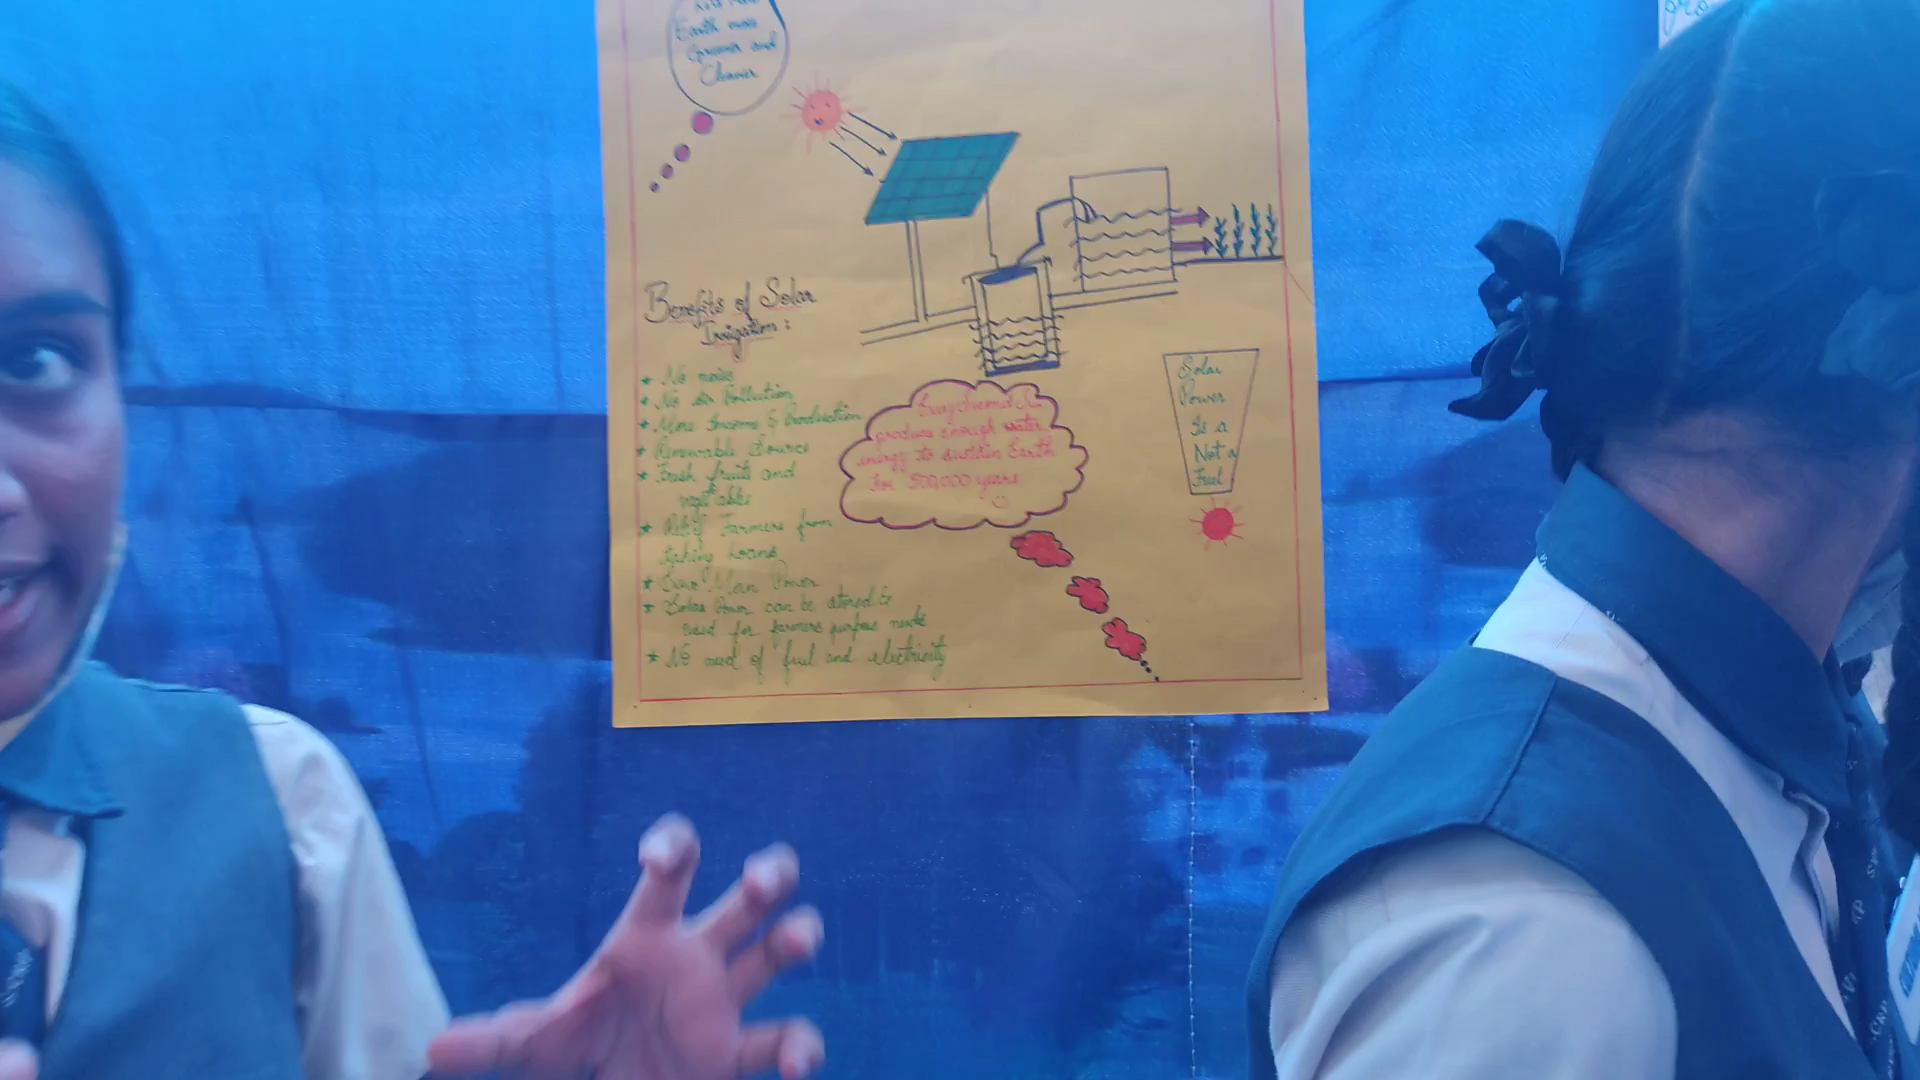 Earth more
Greener and
Cleaner
Benefits of Solar
Irrigation :
* No noise
* No Air Pollution
* More Income & Production
* Renewable Source
* Fresh fruits and
vegetables
* Relief Farmers from
taking Loans
* Save Man Power
* Solar Power can be stored &
used for farmers purpose needs
* No need of fuel and electricity
produce enough water
energy to sustain Earth
For 500,000 years
Solar
Power
Is a
Not a
Fuel